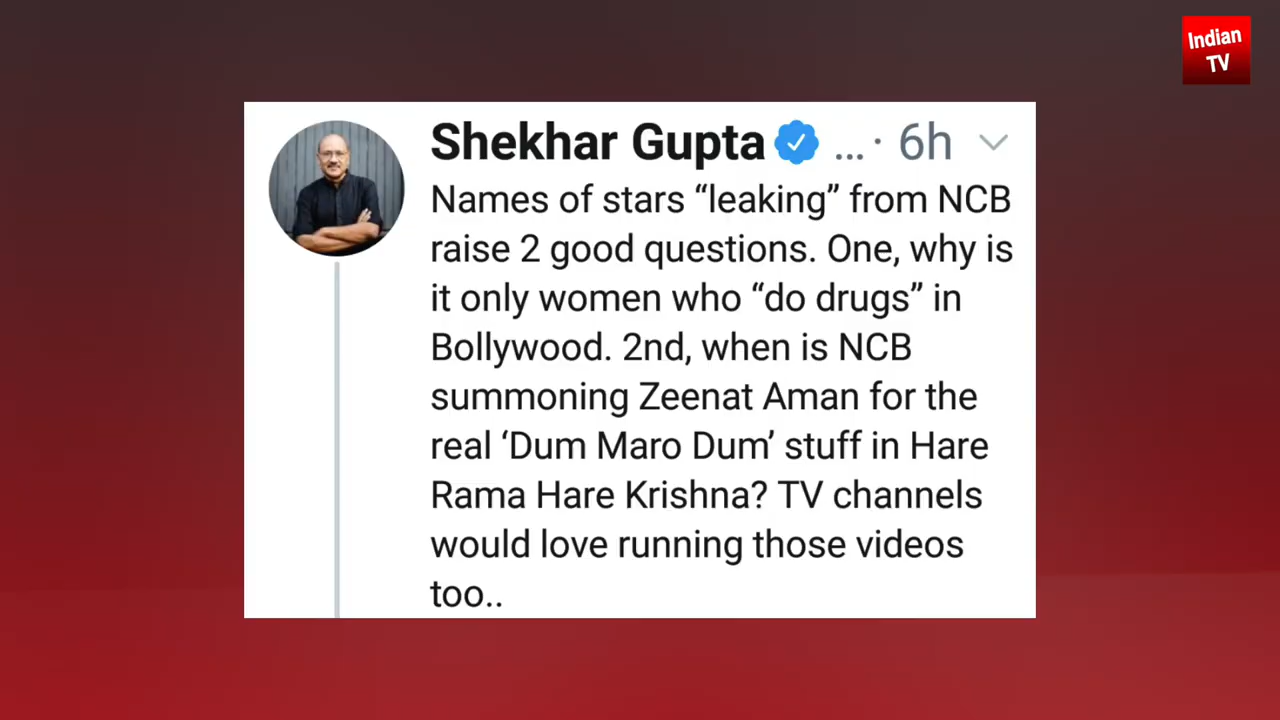 Indian
TV
Shekhar Gupta ... · 6h
Names of stars “leaking” from NCB
raise 2 good questions. One, why is
it only women who “do drugs” in
Bollywood. 2nd, when is NCB
summoning Zeenat Aman for the
real ‘Dum Maro Dum’ stuff in Hare
Rama Hare Krishna? TV channels
would love running those videos
too..